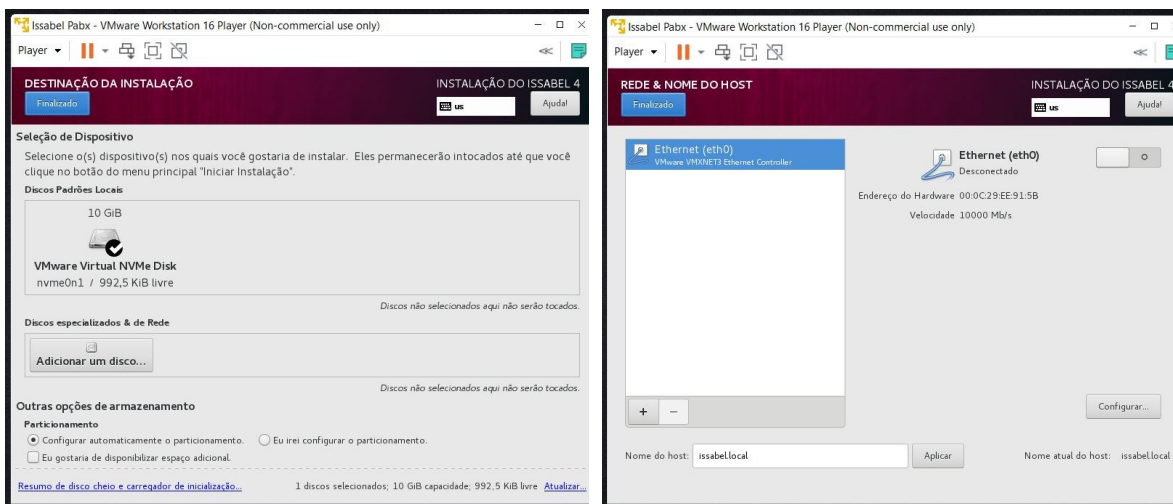 Issabel Pabx - VMware Workstation 16 Player (Non-commercial use only)
Player
DESTINAÇÃO DA INSTALAÇÃO
INSTALAÇÃO DO ISSABEL 4
Finalizado
us
Ajuda!
Seleção de Dispositivo
Selecione o(s) dispositivo(s) nos quais você gostaria de instalar. Eles permanecerão intocados até que você
clique no botão do menu principal "Iniciar Instalação".
Discos Padrões Locais
10 GiB
VMware Virtual NVMe Disk
nvme0n1 / 992,5 KiB livre
Discos não selecionados aqui não serão tocados.
Discos especializados & de Rede
Adicionar um disco...
Discos não selecionados aqui não serão tocados.
Outras opções de armazenamento
Particionamento
Configurar automaticamente o particionamento. Eu irei configurar o particionamento.
Eu gostaria de disponibilizar espaço adicional.
Resumo de disco cheio e carregador de inicialização... 1 discos selecionados; 10 GiB capacidade; 992,5 KiB livre Atualizar...
Issabel Pabx - VMware Workstation 16 Player (Non-commercial use only)
Player
REDE & NOME DO HOST
INSTALAÇÃO DO ISSABEL 4
Finalizado
us
Ajuda!
Ethernet (eth0)
VMware VMXNET3 Ethernet Controller
Ethernet (eth0)
Desconectado
Endereço do Hardware 00:0C:29:EE:91:5B
Velocidade 10000 Mb/s
Configurar...
Nome do host: issabel.local Aplicar Nome atual do host: issabel.local